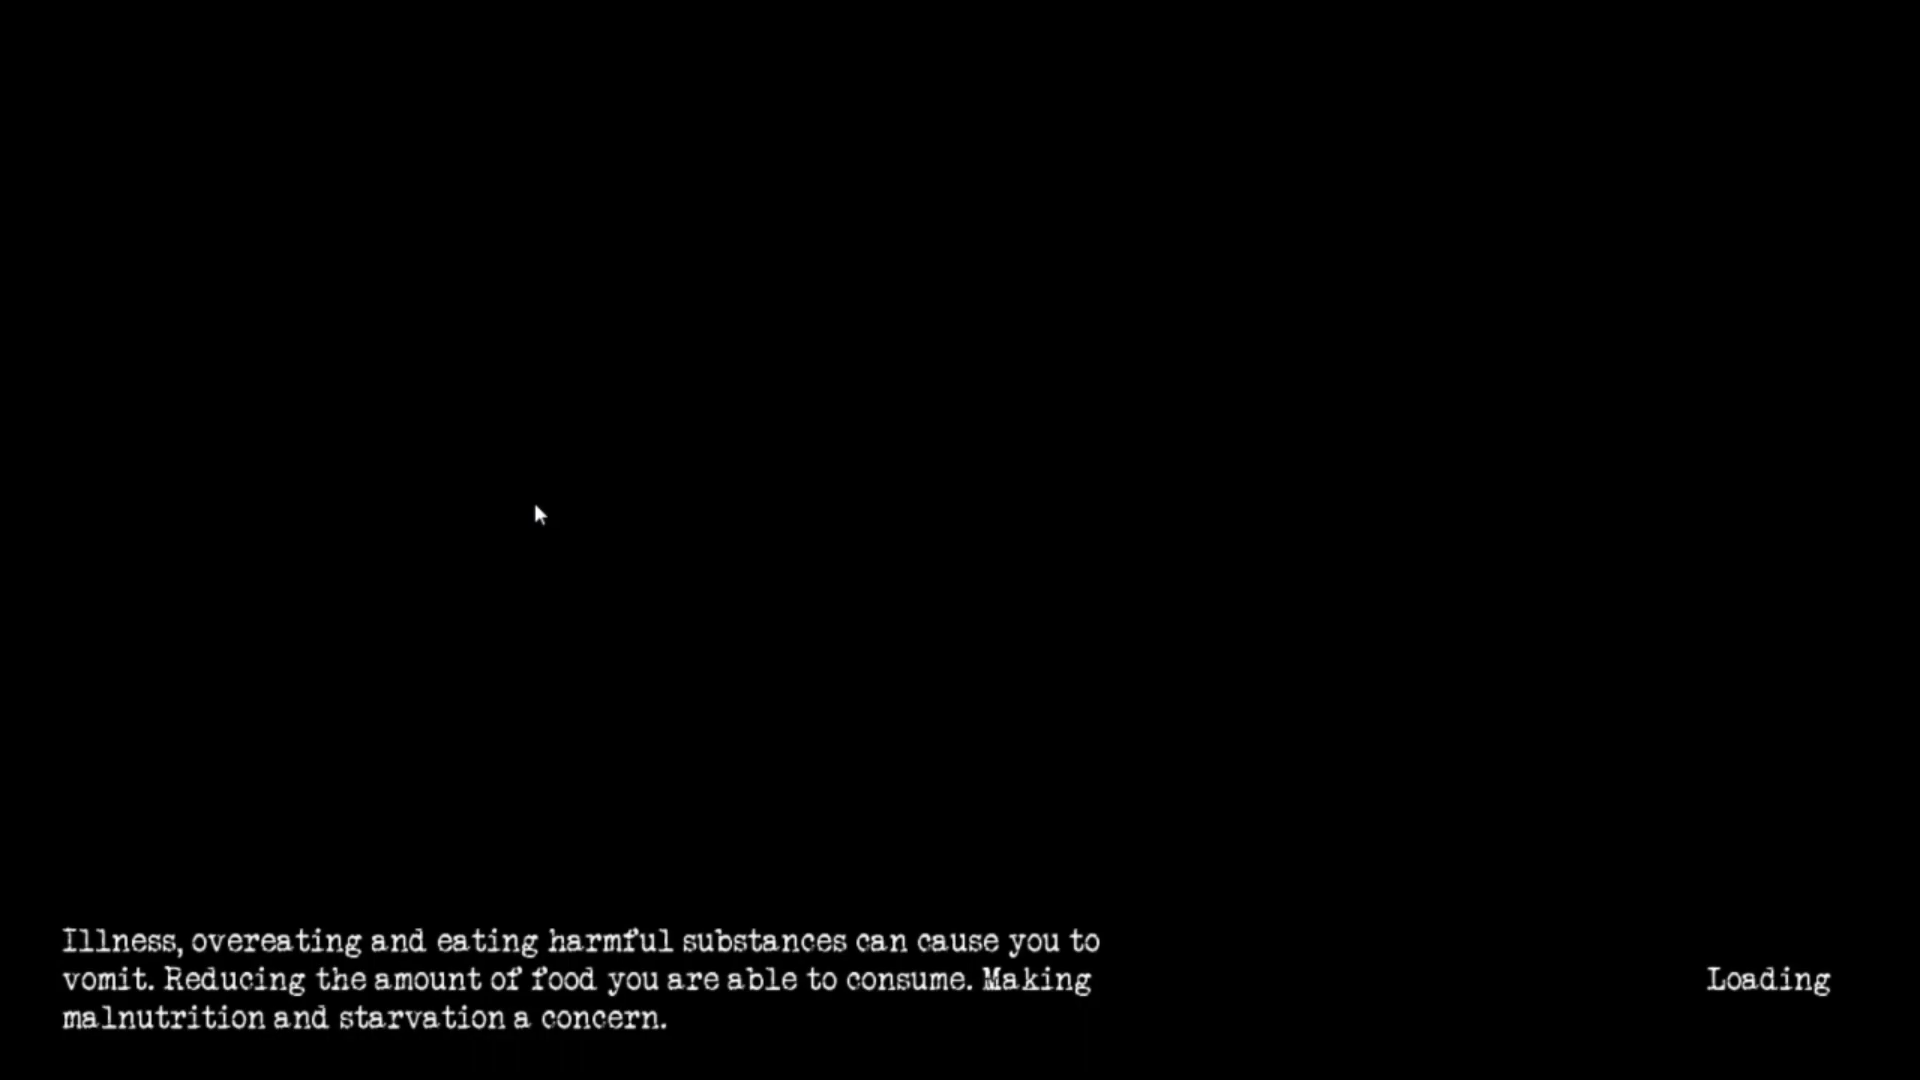 Illness, overeating and eating harmful substances can cause you to
vomit. Reducing the amount of food you are able to consume. Making
malnutrition and starvation a concern.
Loading